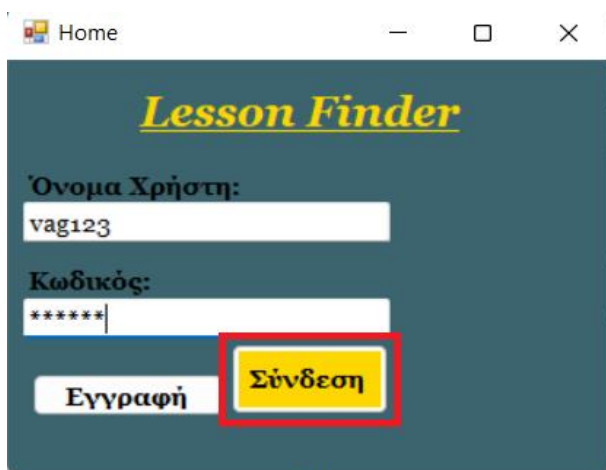 Home
Lesson Finder
Όνομα Χρήστη:
vag123
Κωδικός:
******
Σύνδεση
Εγγραφή